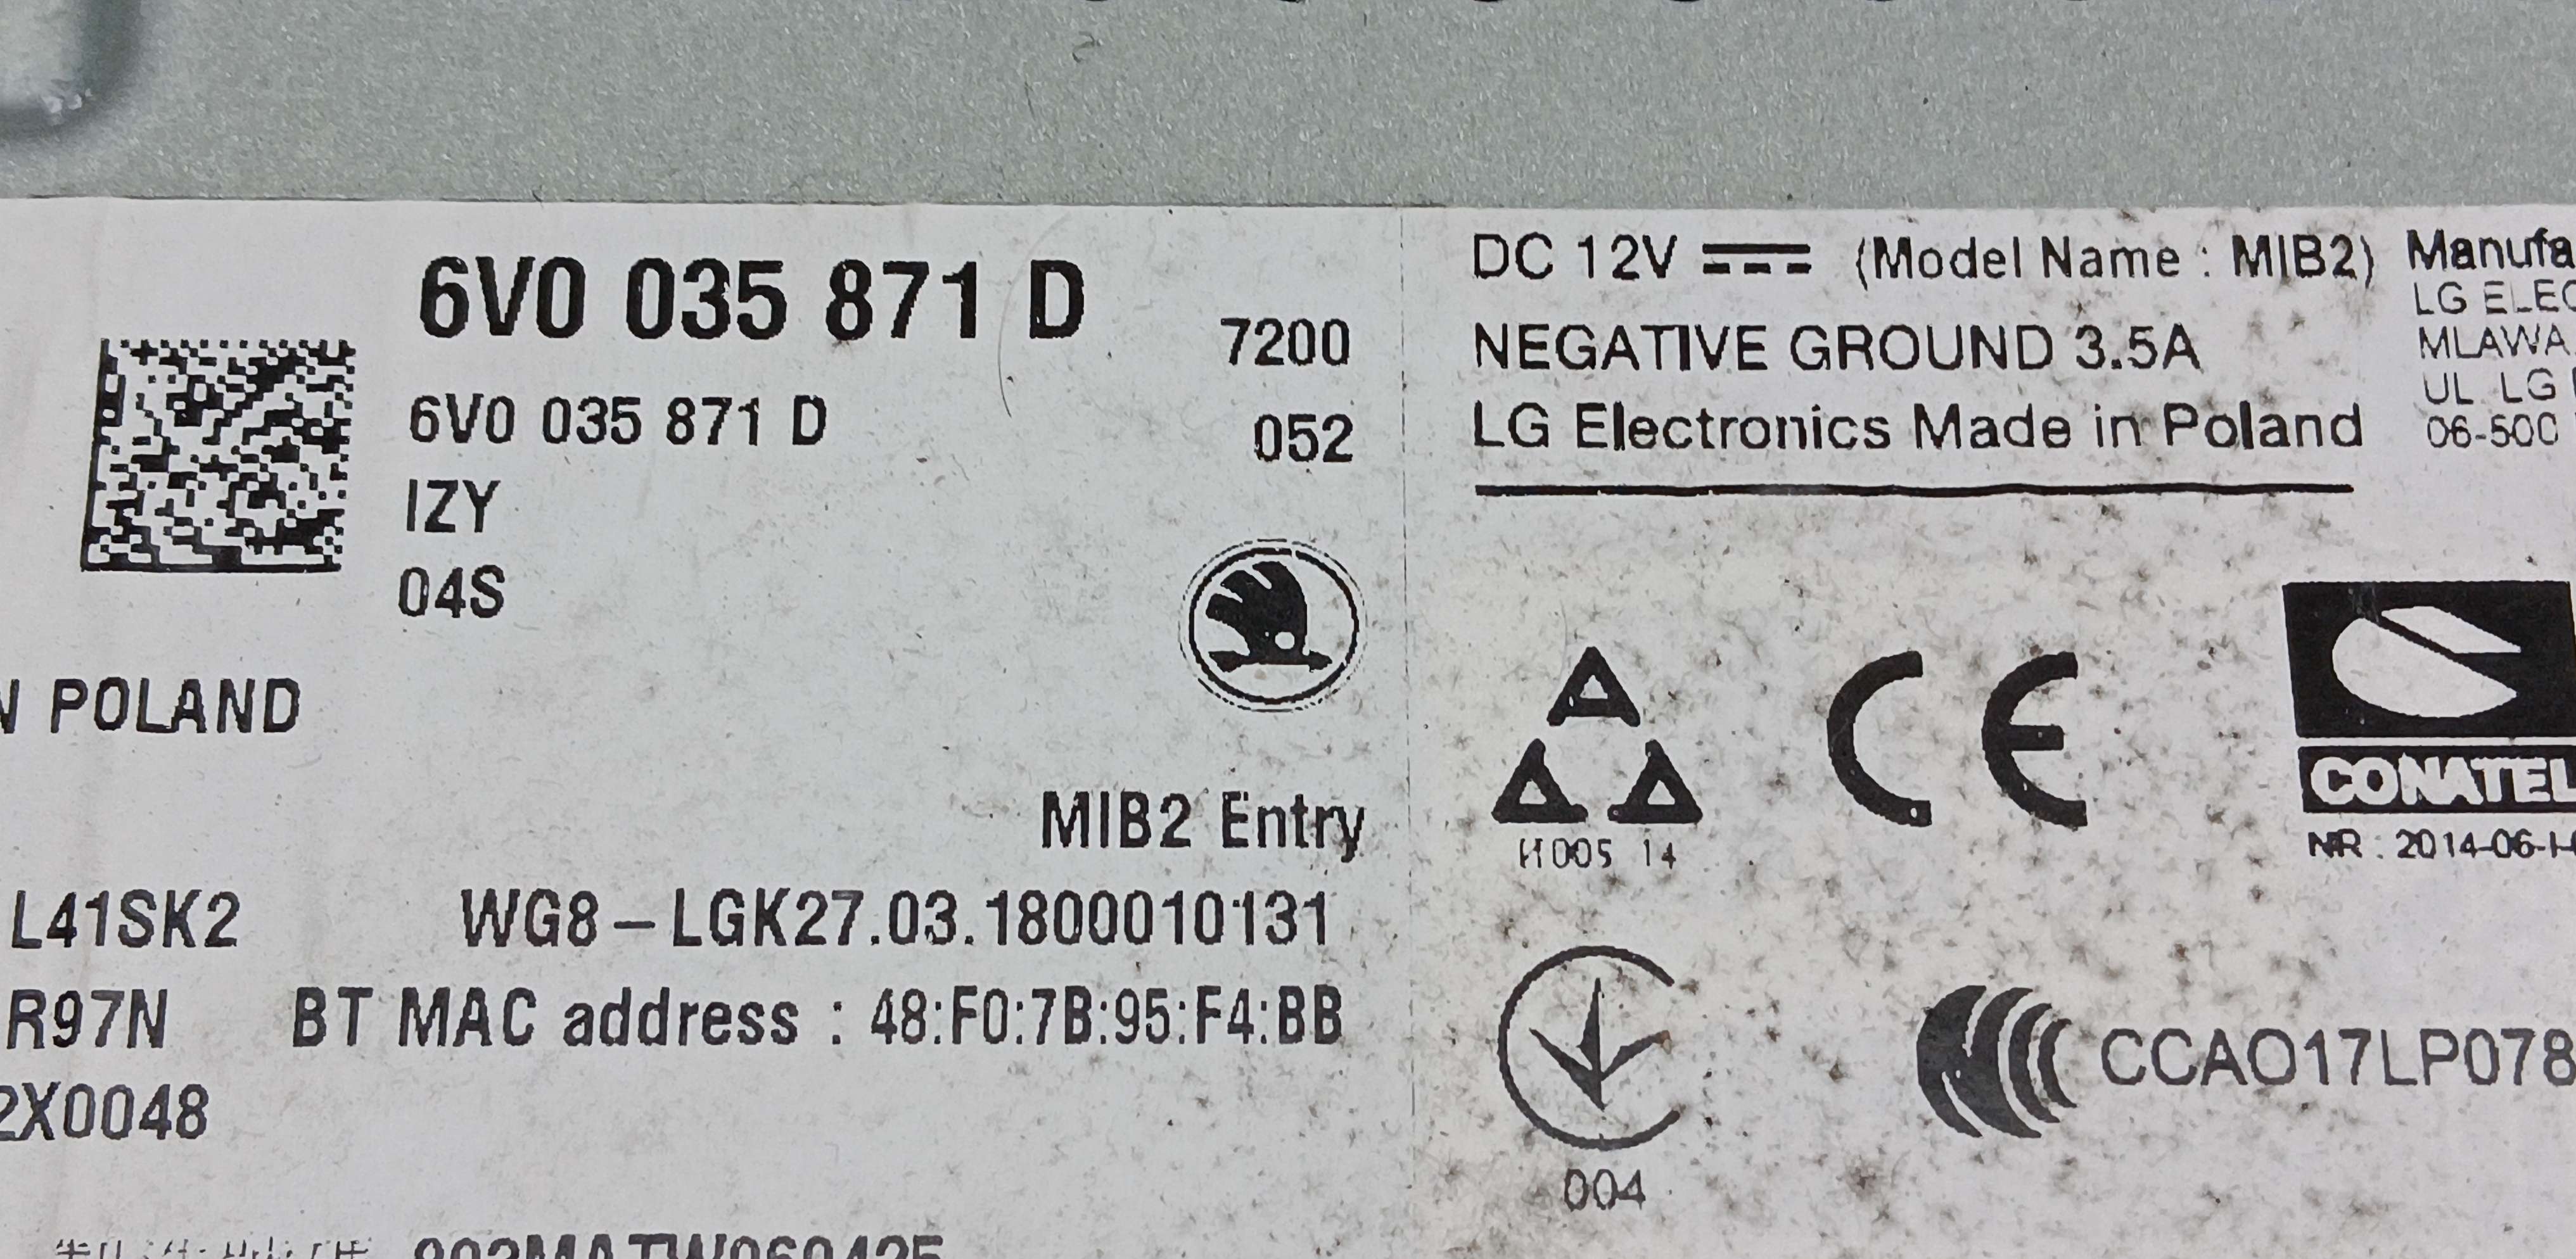 6V0 035 871 D
7200
6V0 035 871 D
052
IZY
04S
N POLAND
MIB2 Entry
L41SK2 WG8-LGK27.03.1800010131
R97N BT MAC address : 48:F0:7B:95:F4:BB
2X0048
DC 12V (Model Name : MIB2)
NEGATIVE GROUND 3.5A
LG Electronics Made in Poland
Manufa
LG ELEC
MLAWA
UL. LG
06-500
H005 14
CE
CONATEL
NR : 2014-06-I-
004
CCAO17LP078